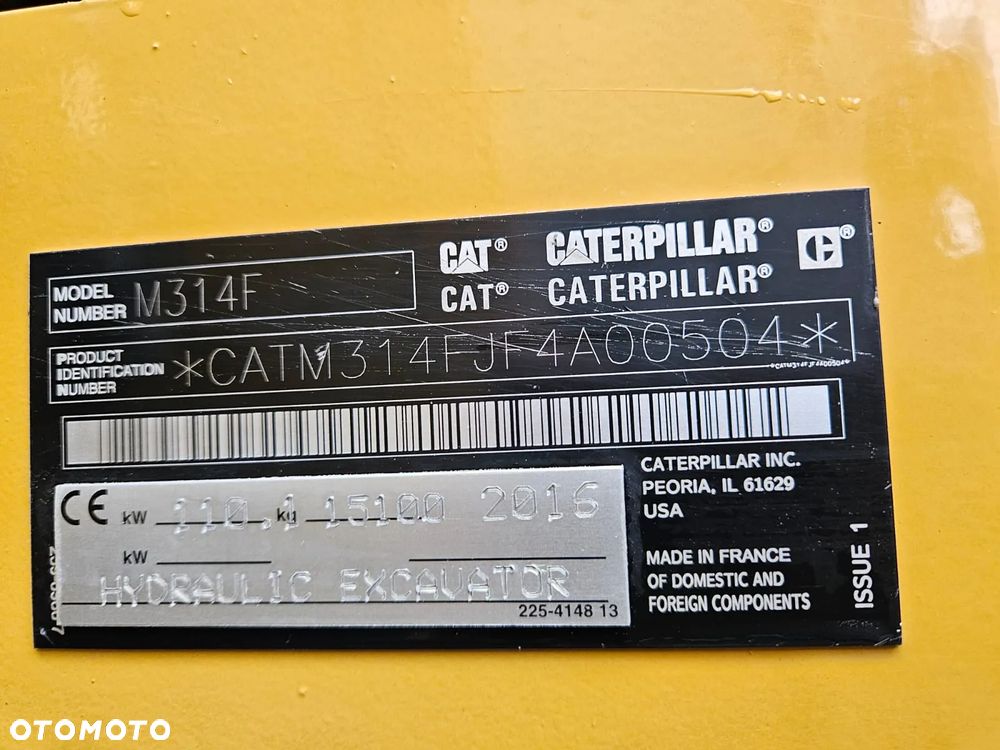 CAT® CATERPILLAR® ®
CAT® CATERPILLAR®
MODEL NUMBER M314F
PRODUCT IDENTIFICATION NUMBER *CATM314FJF4A00504*
*CATM314FJF4A00504*
CE kW 110.1 kg 15100 2016
kW
HYDRAULIC EXCAVATOR
225-4148 13
CATERPILLAR INC.
PEORIA, IL 61629
USA
MADE IN FRANCE
OF DOMESTIC AND
FOREIGN COMPONENTS
ISSUE 1
OTOMOTO